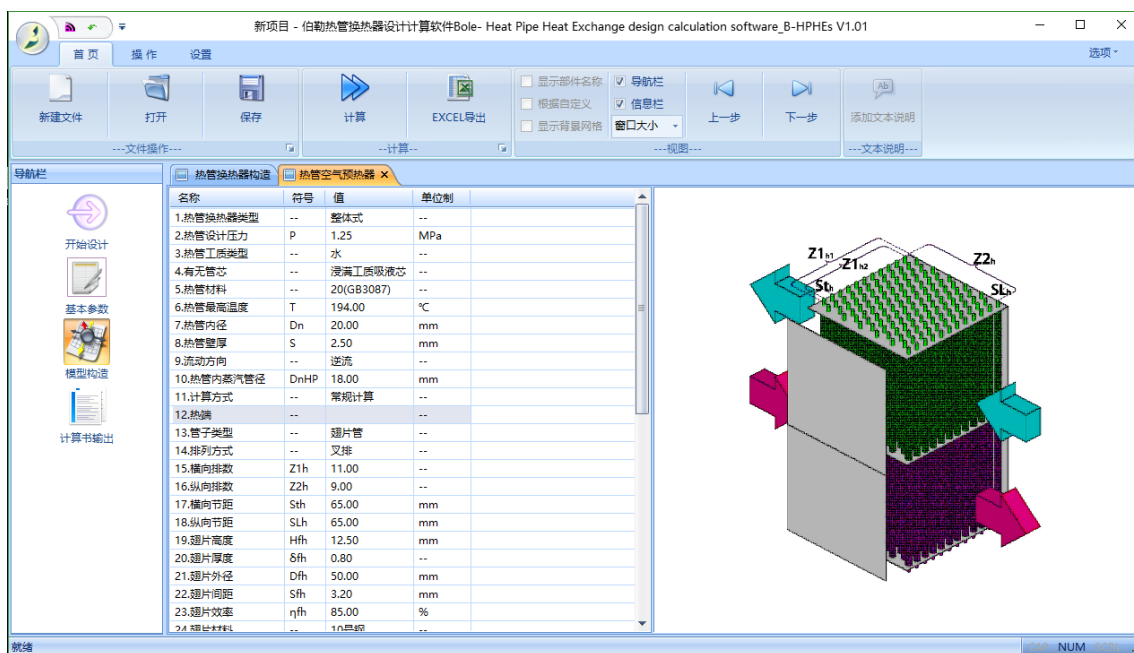 新项目 - 伯勒热管换热器设计计算软件Bole- Heat Pipe Heat Exchange design calculation software_B-HPHEs V1.01
首页 操作 设置 选项
显示部件名称 导航栏
根据自定义 信息栏
显示背景网格 窗口大小
新建文件 打开 保存 计算 EXCEL导出 上一步 下一步 Ab 添加文本说明
---文件操作--- ---计算-- ---视图--- ---文本说明---
导航栏
开始设计
基本参数
模型构造
计算书输出
热管换热器构造 热管空气预热器
名称 符号 值 单位制
1.热管换热器类型 -- 整体式 --
2.热管设计压力 P 1.25 MPa
3.热管工质类型 -- 水 --
4.有无管芯 -- 浸满工质吸液芯 --
5.热管材料 -- 20(GB3087) --
6.热管最高温度 T 194.00 ℃
7.热管内径 Dn 20.00 mm
8.热管壁厚 S 2.50 mm
9.流动方向 -- 逆流 --
10.热管内蒸汽管径 DnHP 18.00 mm
11.计算方式 -- 常规计算 --
12.热端 -- --
13.管子类型 -- 翅片管 --
14.排列方式 -- 叉排 --
15.横向排数 Z1h 11.00 --
16.纵向排数 Z2h 9.00 --
17.横向节距 Sth 65.00 mm
18.纵向节距 SLh 65.00 mm
19.翅片高度 Hfh 12.50 mm
20.翅片厚度 δfh 0.80 --
21.翅片外径 Dfh 50.00 mm
22.翅片间距 Sfh 3.20 mm
23.翅片效率 ηfh 85.00 %
24.翅片材料 -- 10号钢 --
Z1h1
Z1h2
Z2h
Sth
SLh
就绪
CAP NUM SCRL